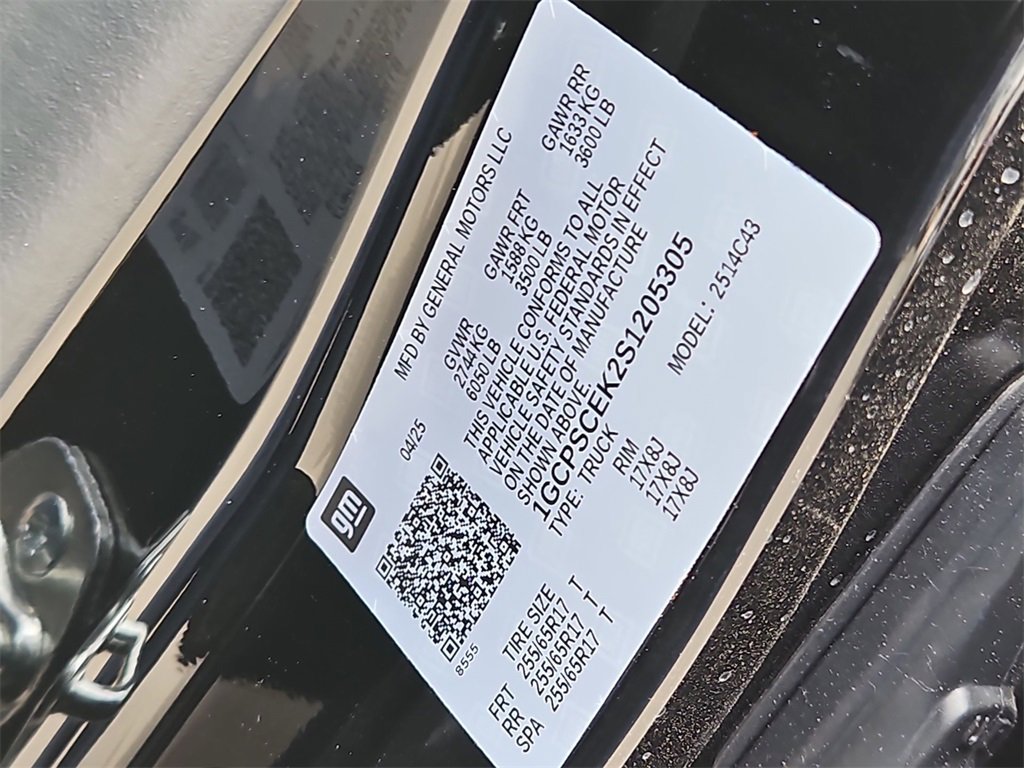 gm
04/25
MFD BY GENERAL MOTORS LLC
GVWR GAWR FRT GAWR RR
2744 KG 1588 KG 1633 KG
6050 LB 3500 LB 3600 LB
THIS VEHICLE CONFORMS TO ALL
APPLICABLE U.S. FEDERAL MOTOR
VEHICLE SAFETY STANDARDS IN EFFECT
ON THE DATE OF MANUFACTURE
SHOWN ABOVE.
1GCPSCEK2S1205305
TYPE: TRUCK
MODEL: 2514C43
8555
TIRE SIZE RIM
FRT 255/65R17 T 17X8J
RR 255/65R17 T 17X8J
SPA 255/65R17 T 17X8J